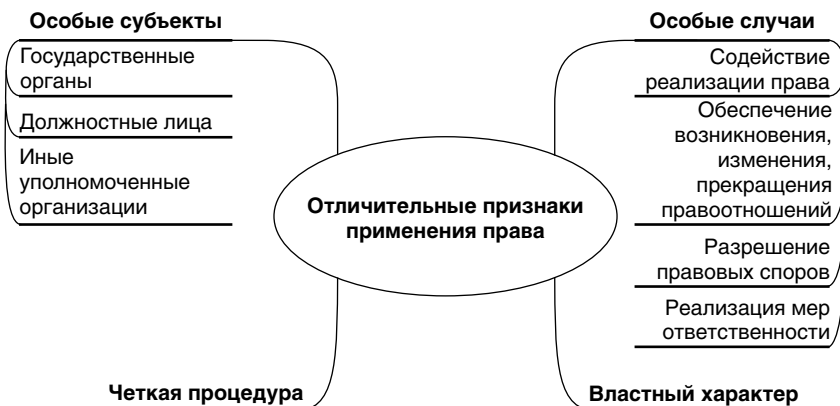 Особые субъекты
Государственные
органы
Должностные лица
Иные
уполномоченные
организации
Отличительные признаки
применения права
Особые случаи
Содействие
реализации права
Обеспечение
возникновения,
изменения,
прекращения
правоотношений
Разрешение
правовых споров
Реализация мер
ответственности
Четкая процедура
Властный характер